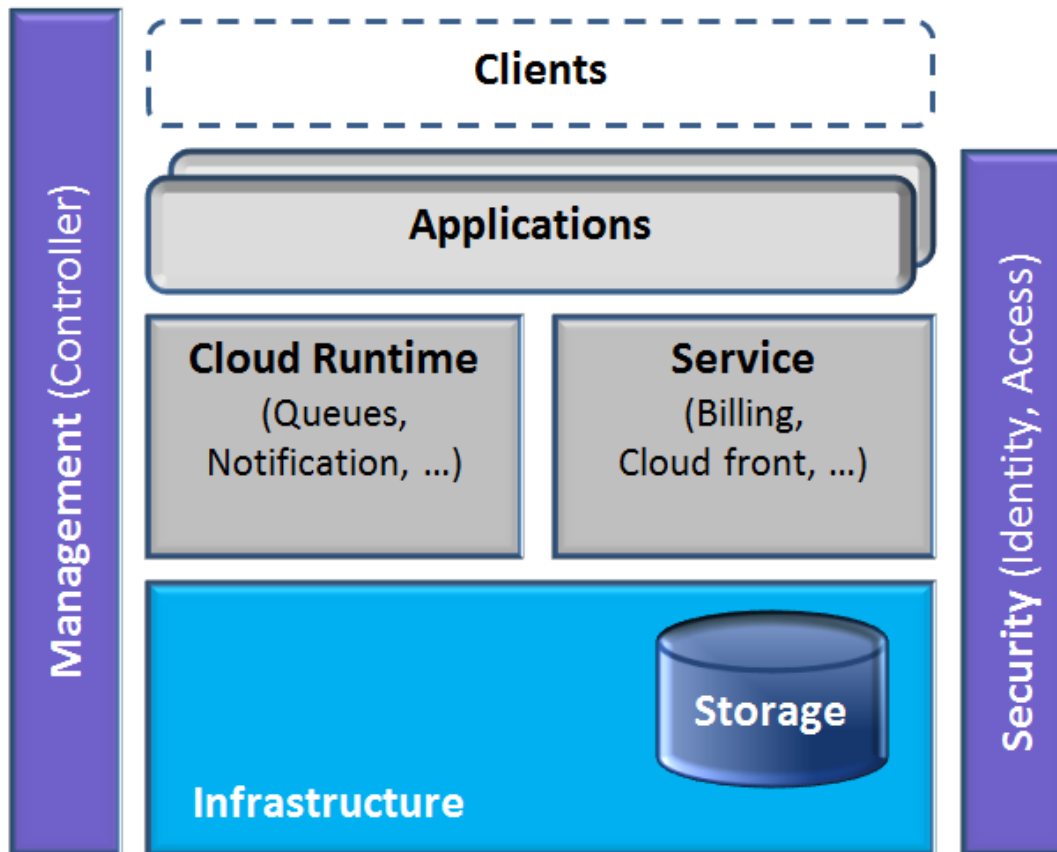 Management (Controller)
Clients
Applications
Cloud Runtime
(Queues,
Notification, ...)
Service
(Billing,
Cloud front, ...)
Infrastructure
Storage
Security (Identity, Access)